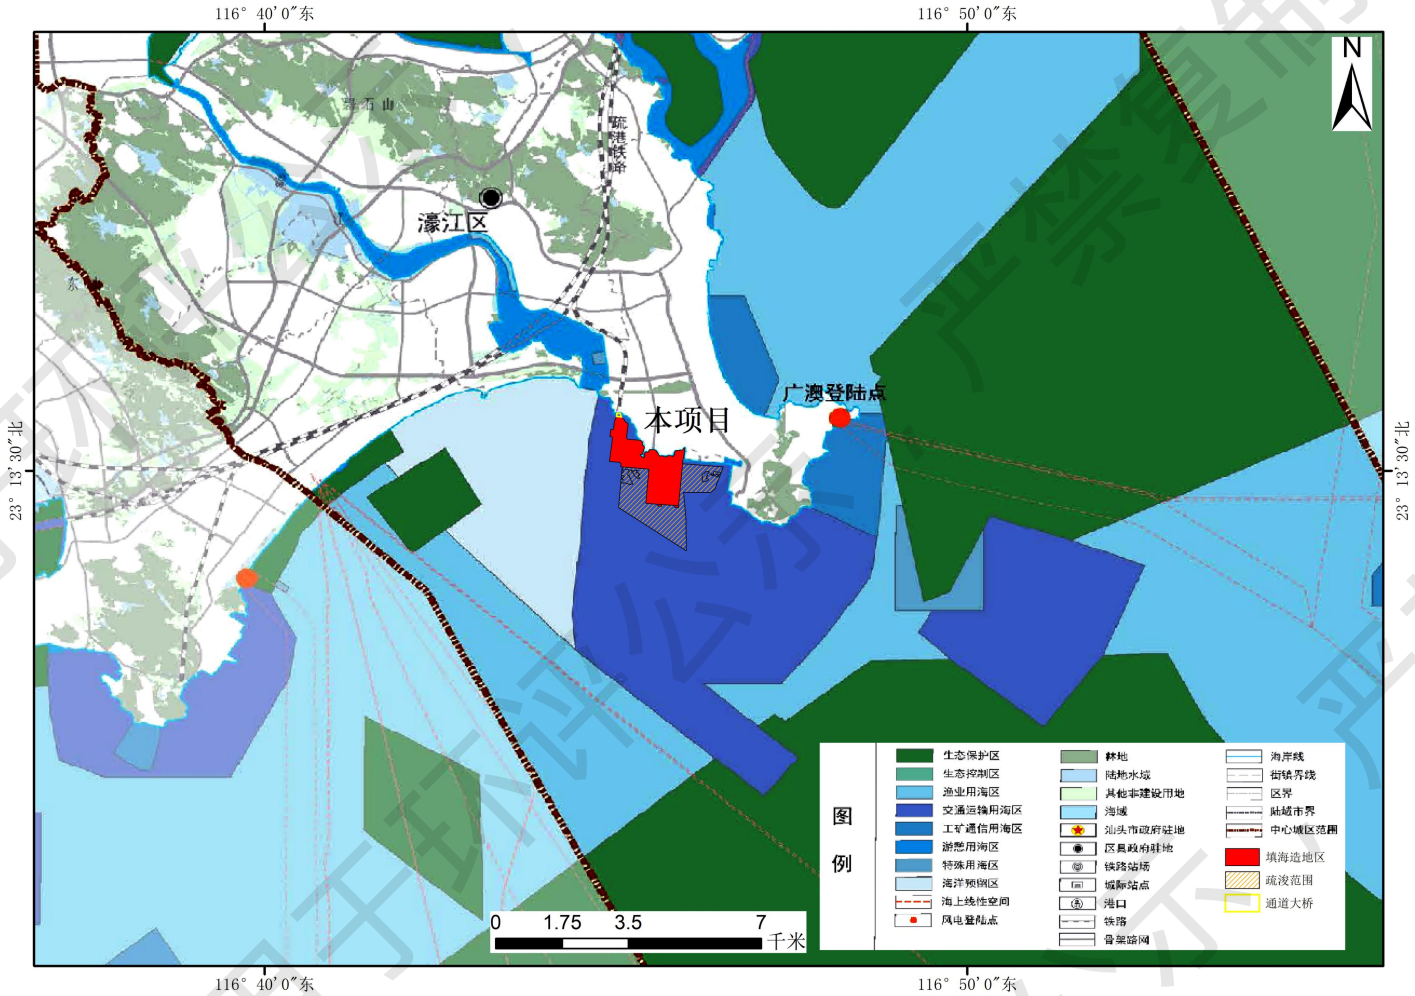 116° 40′0″东
116° 50′0″东
N
疏港铁路
濠江区
广澳登陆点
本项目
23° 13′30″北
23° 13′30″北
图例
生态保护区
生态控制区
渔业用海区
交通运输用海区
工矿通信用海区
游憩用海区
特殊用海区
海洋预留区
海上线性空间
风电登陆点
林地
陆地水域
其他非建设用地
海域
汕头市政府驻地
区县政府驻地
铁路站场
城际站点
港口
铁路
骨架路网
海岸线
街镇界线
区界
陆域市界
中心城区范围
填海造地区
疏浚范围
通道大桥
0 1.75 3.5 7
千米
116° 40′0″东
116° 50′0″东